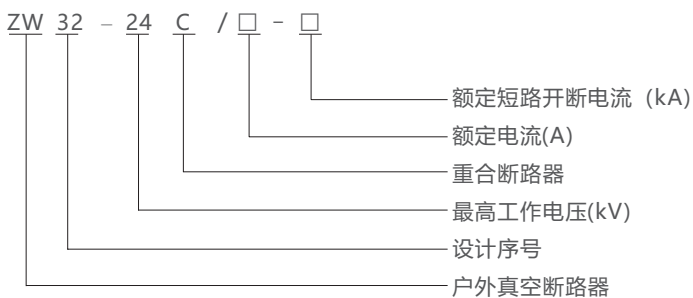 ZW 32 – 24 C / □ - □
额定短路开断电流 (kA)
额定电流(A)
重合断路器
最高工作电压(kV)
设计序号
户外真空断路器